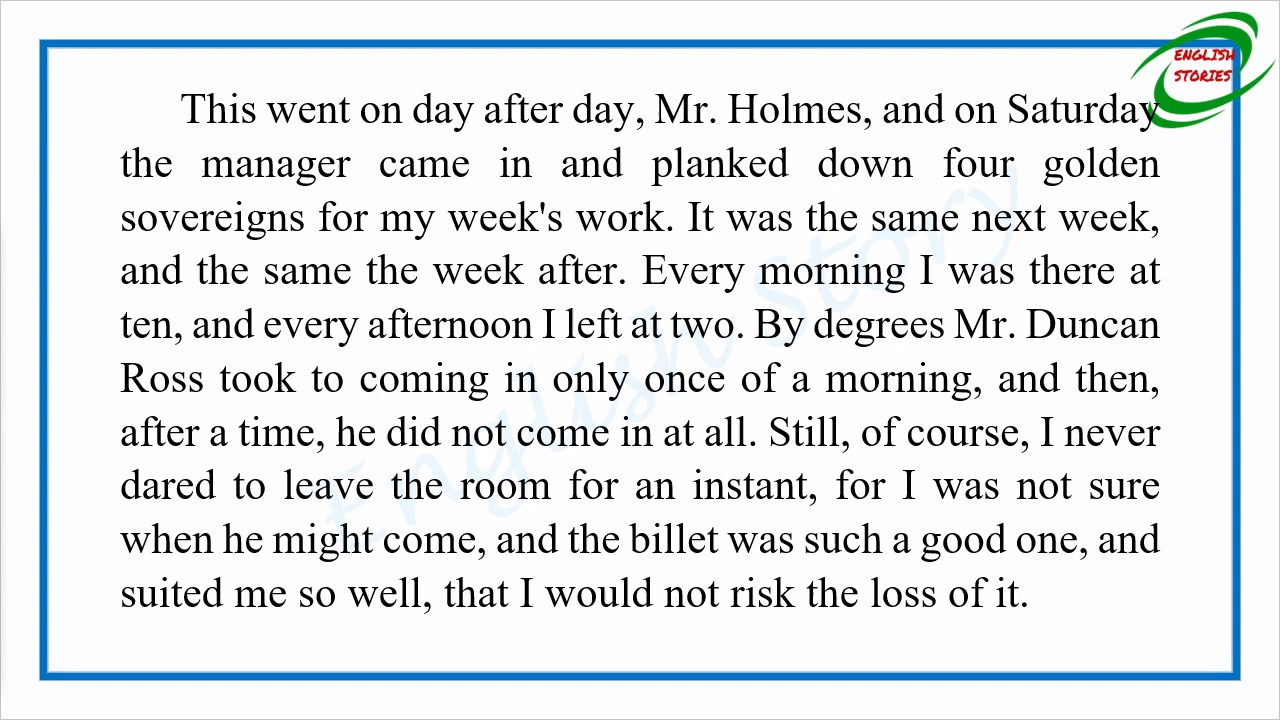 ENGLISH
STORIES
This went on day after day, Mr. Holmes, and on Saturday
the manager came in and planked down four golden
sovereigns for my week's work. It was the same next week,
and the same the week after. Every morning I was there at
ten, and every afternoon I left at two. By degrees Mr. Duncan
Ross took to coming in only once of a morning, and then,
after a time, he did not come in at all. Still, of course, I never
dared to leave the room for an instant, for I was not sure
when he might come, and the billet was such a good one, and
suited me so well, that I would not risk the loss of it.
English Story